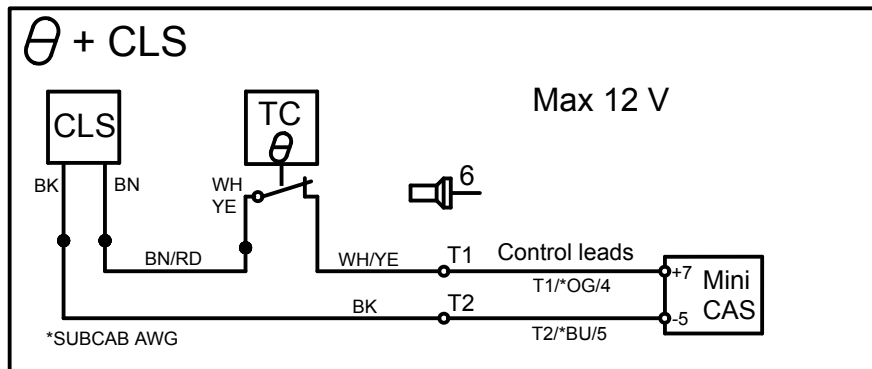 + CLS
Max 12 V
CLS
TC
BK
BN
WH
YE
6
BN/RD
WH/YE
T1
Control leads
T1/*OG/4
+7
Mini
CAS
-5
BK
T2
T2/*BU/5
*SUBCAB AWG